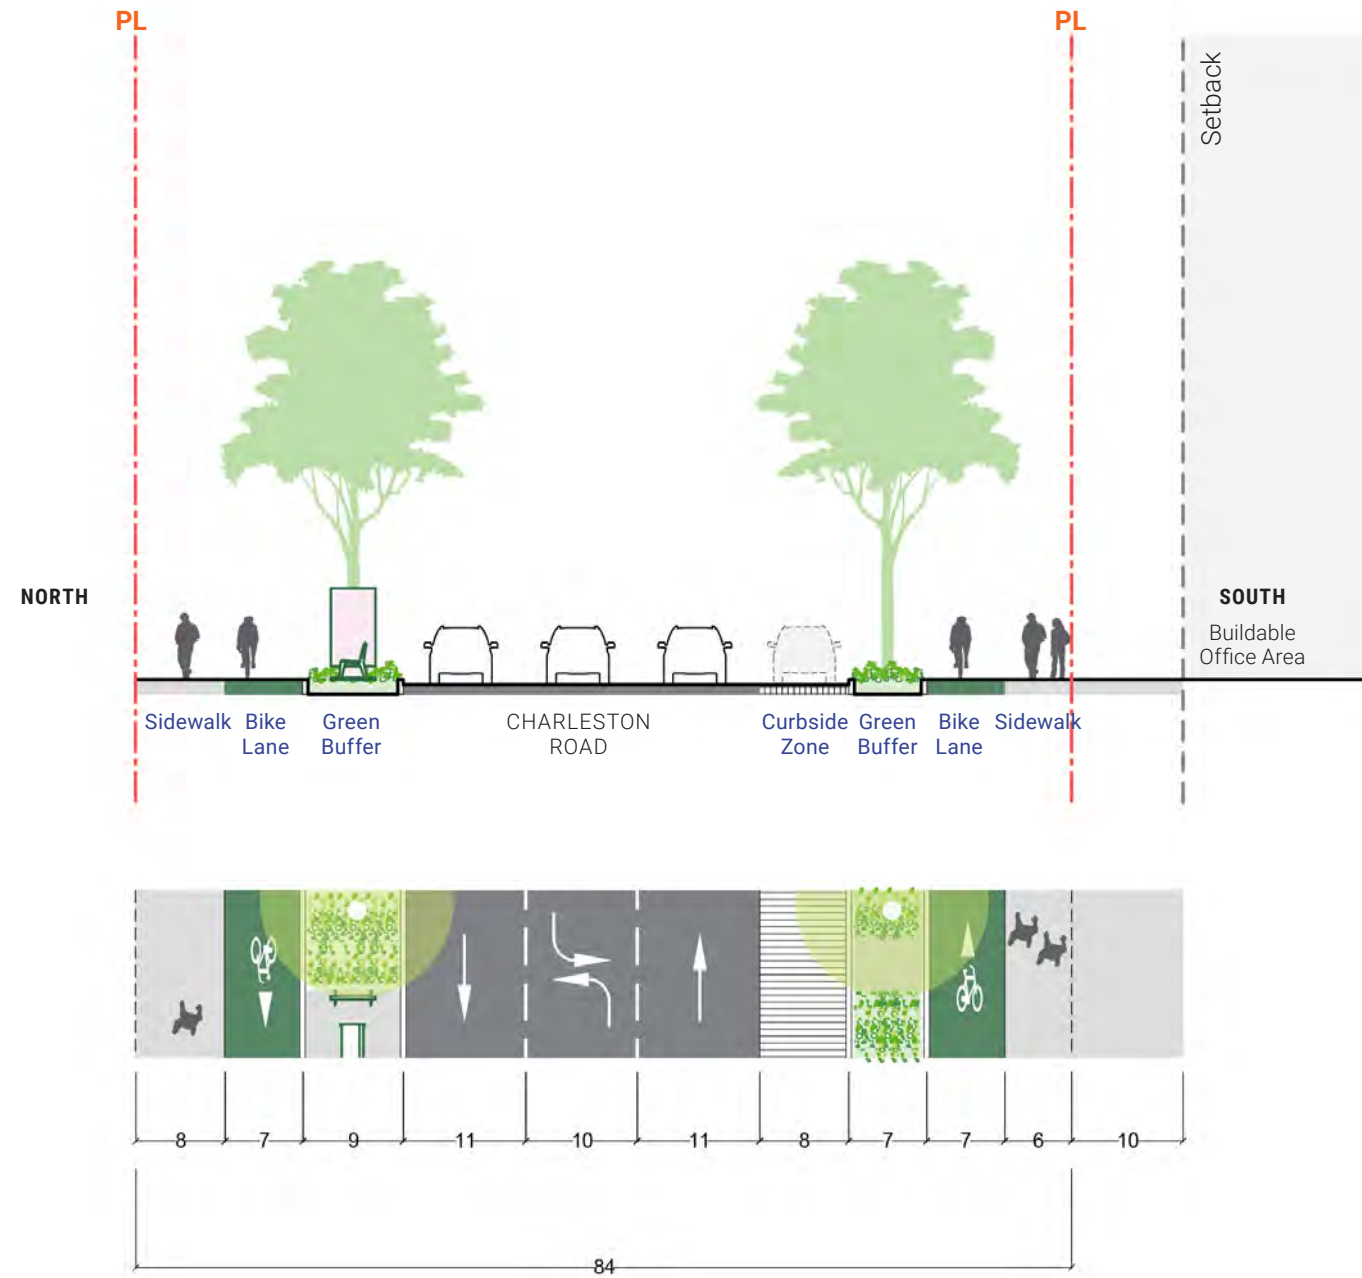 PL
PL
Setback
NORTH
SOUTH
Buildable
Office Area
Sidewalk
Bike
Lane
Green
Buffer
CHARLESTON
ROAD
Curbside
Zone
Green
Buffer
Bike
Lane
Sidewalk
8
7
9
11
10
11
8
7
7
6
10
84